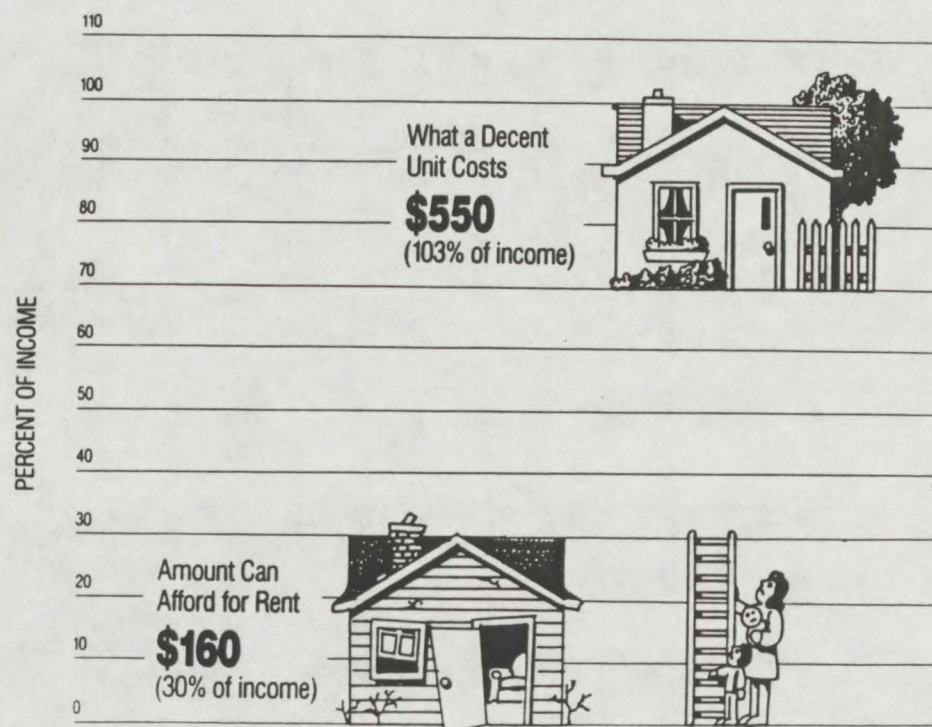 PERCENT OF INCOME
110
100
90
80
70
60
50
40
30
20
10
0
What a Decent
Unit Costs
$550
(103% of income)
Amount Can
Afford for Rent
$160
(30% of income)